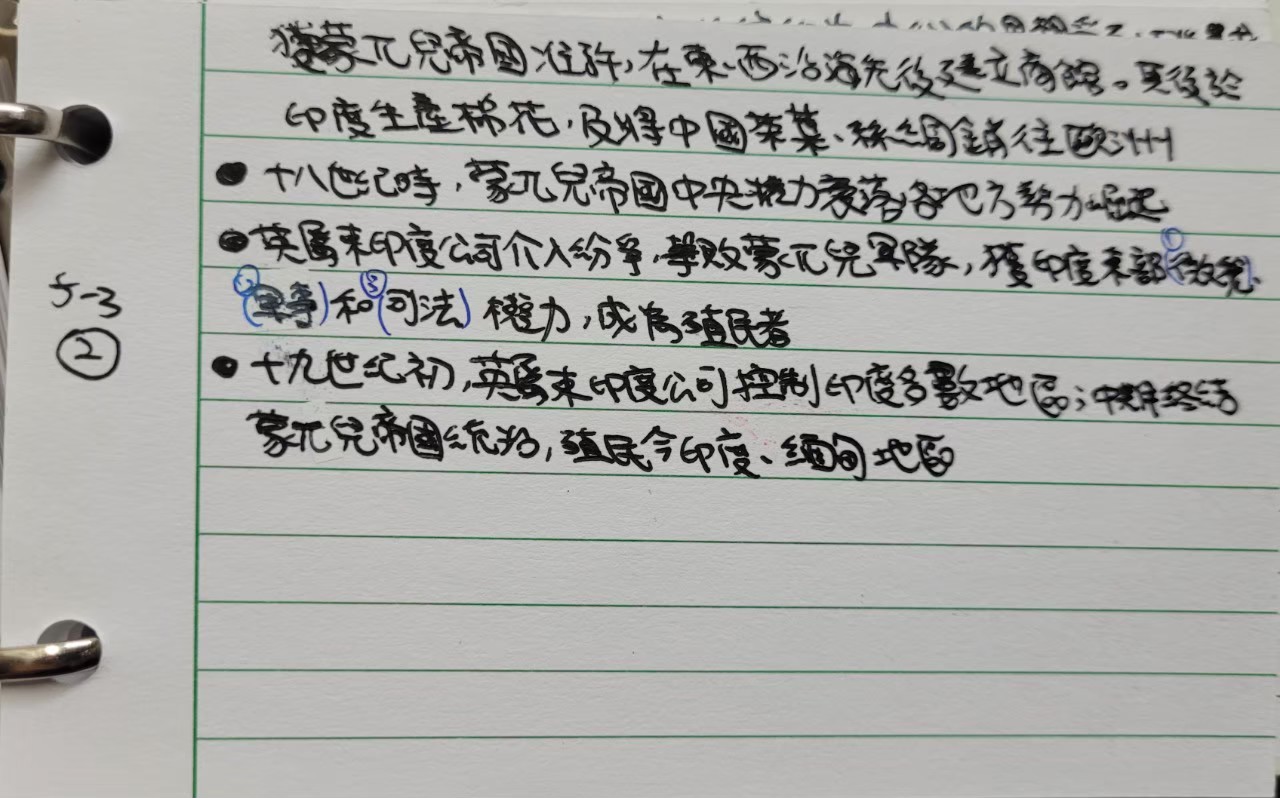 獲蒙兀兒帝國准許,在東、西沿海先後建立商館。更後於
印度生產棉花,及將中國茶葉、絲綢銷往歐洲
● 十八世紀時,蒙兀兒帝國中央權力衰落,各地方勢力崛起
● 英屬東印度公司介入紛爭,擊敗蒙兀兒軍隊,獲印度東部①(徵稅)、
②(軍事)和③(司法)權力,成為殖民者
5-3
②
● 十九世紀初,英屬東印度公司控制印度多數地區;中期終結
蒙兀兒帝國統治,殖民今印度、緬甸地區